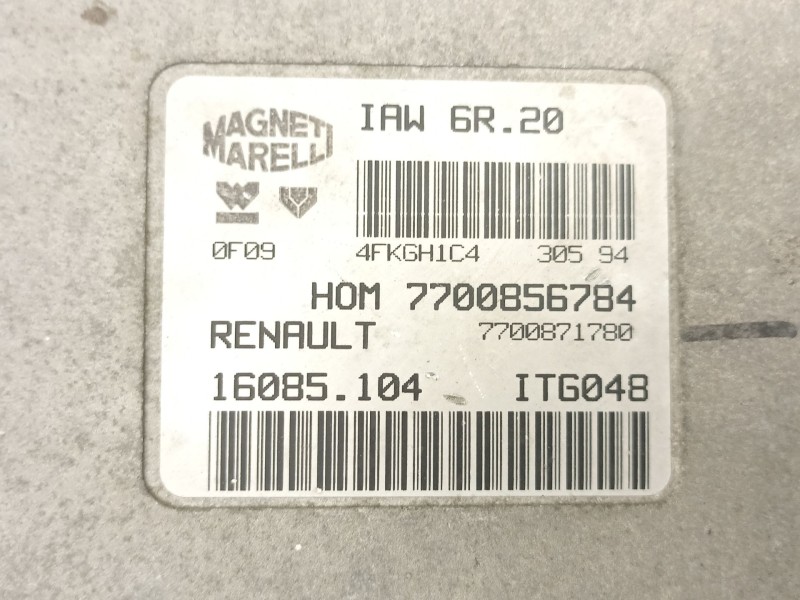 MAGNETI
MARELLI
IAW 6R.20
0F09 4FKGH1C4 305 94
HOM 7700856784
RENAULT 7700871780
16085.104 ITG048